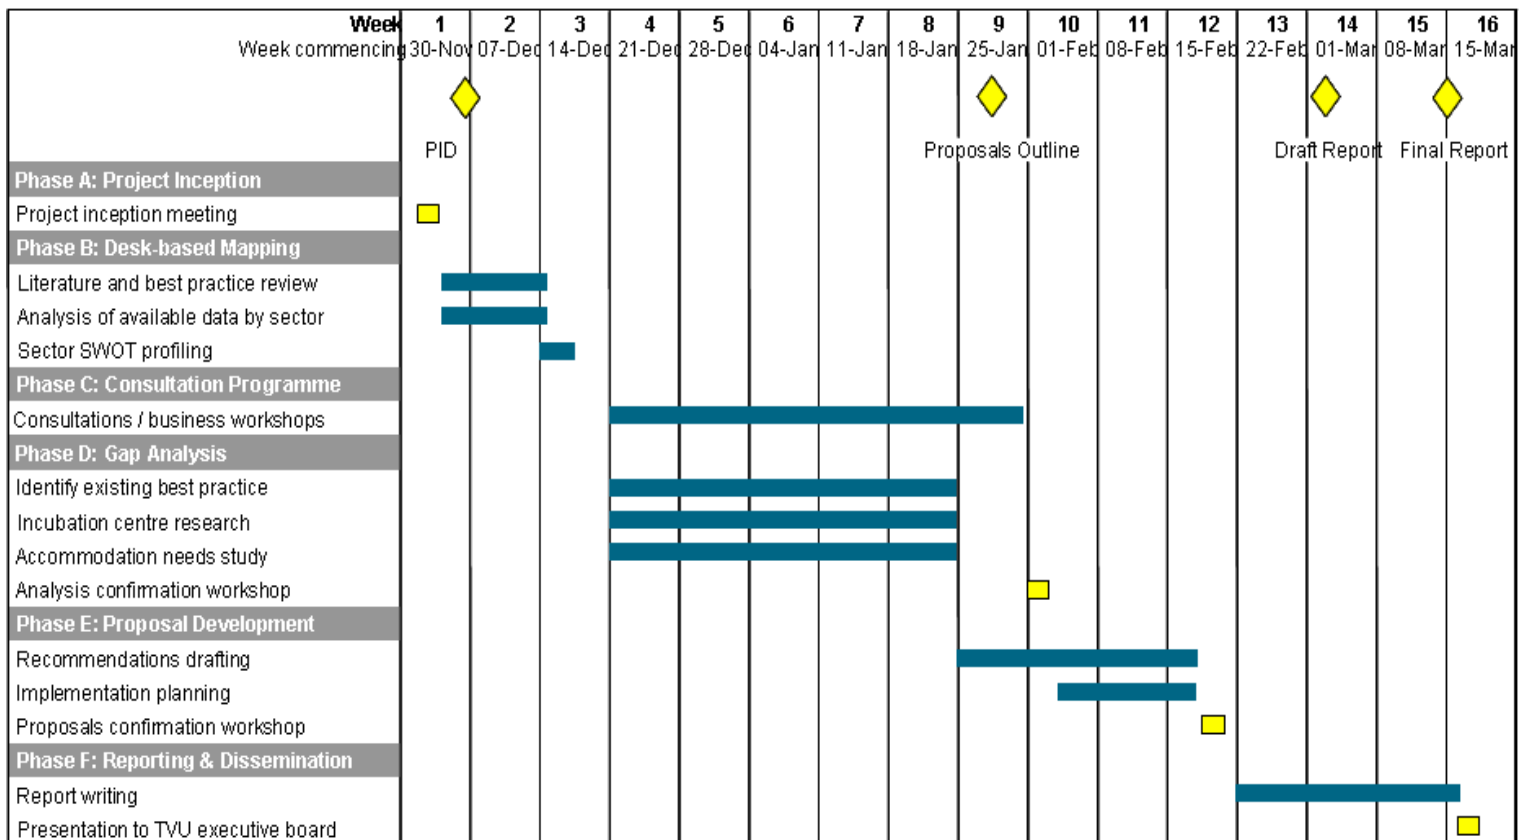 Week 1 2 3 4 5 6 7 8 9 10 11 12 13 14 15 16
Week commencing 30-Nov 07-Dec 14-Dec 21-Dec 28-Dec 04-Jan 11-Jan 18-Jan 25-Jan 01-Feb 08-Feb 15-Feb 22-Feb 01-Mar 08-Mar 15-Mar
PID Proposals Outline Draft Report Final Report
Phase A: Project Inception
Project inception meeting
Phase B: Desk-based Mapping
Literature and best practice review
Analysis of available data by sector
Sector SWOT profiling
Phase C: Consultation Programme
Consultations / business workshops
Phase D: Gap Analysis
Identify existing best practice
Incubation centre research
Accommodation needs study
Analysis confirmation workshop
Phase E: Proposal Development
Recommendations drafting
Implementation planning
Proposals confirmation workshop
Phase F: Reporting & Dissemination
Report writing
Presentation to TVU executive board